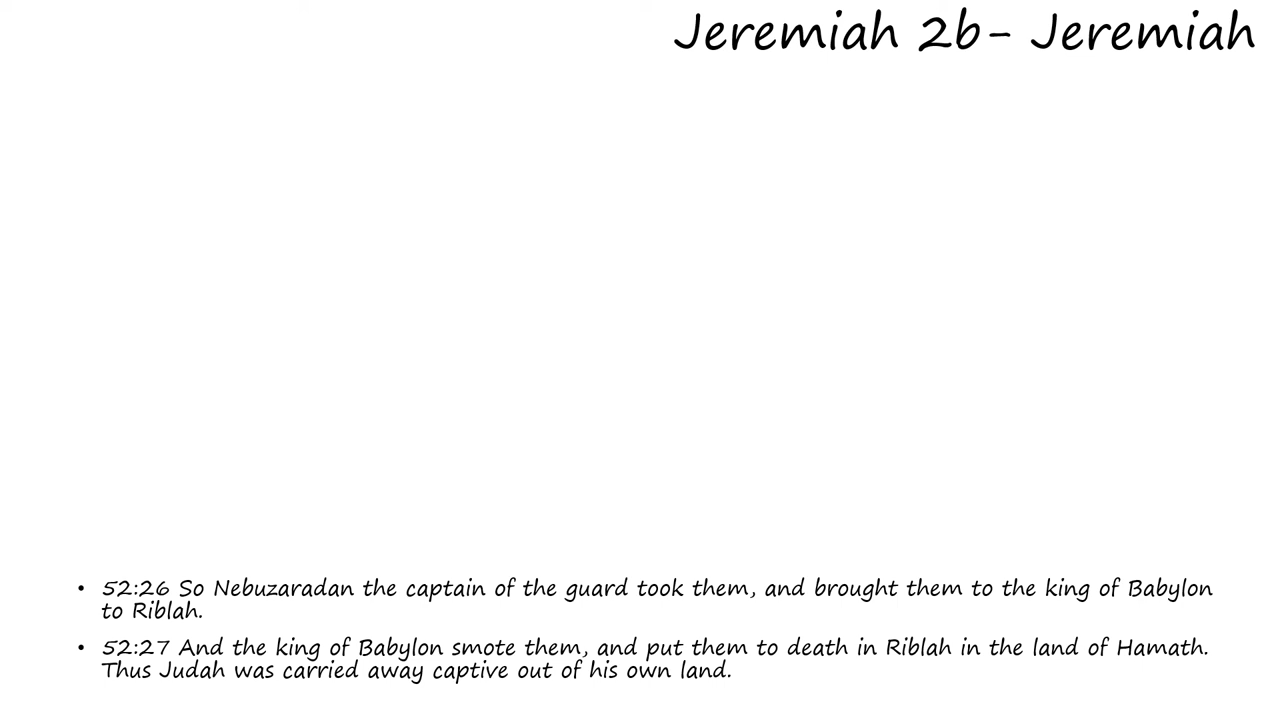 Jeremiah 2b- Jeremiah
• 52:26 So Nebuzaradan the captain of the guard took them, and brought them to the king of Babylon
to Riblah.
• 52:27 And the king of Babylon smote them, and put them to death in Riblah in the land of Hamath.
Thus Judah was carried away captive out of his own land.